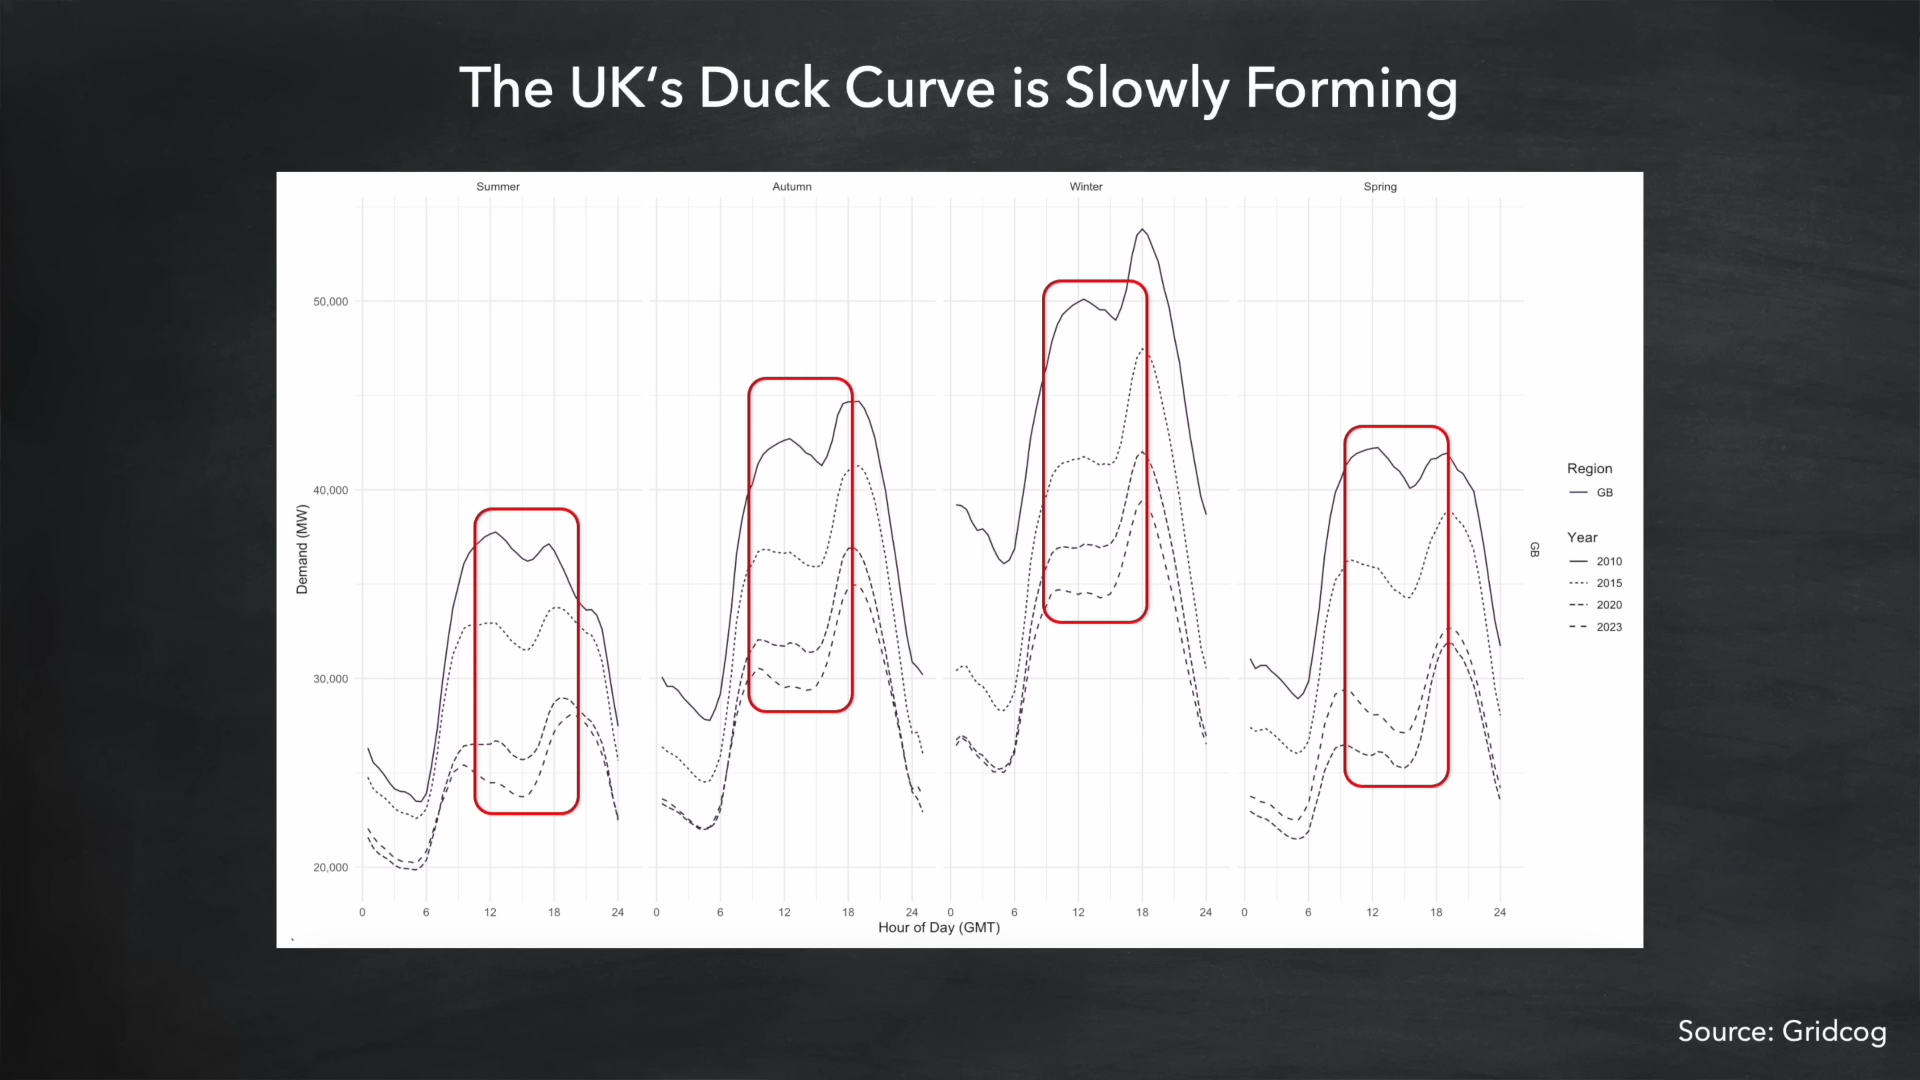 The UK‘s Duck Curve is Slowly Forming
Summer
Autumn
Winter
Spring
50,000
40,000
30,000
20,000
Demand (MW)
0 6 12 18 24
0 6 12 18 24
0 6 12 18 24
0 6 12 18 24
Hour of Day (GMT)
GB
Region
GB
Year
2010
2015
2020
2023
Source: Gridcog